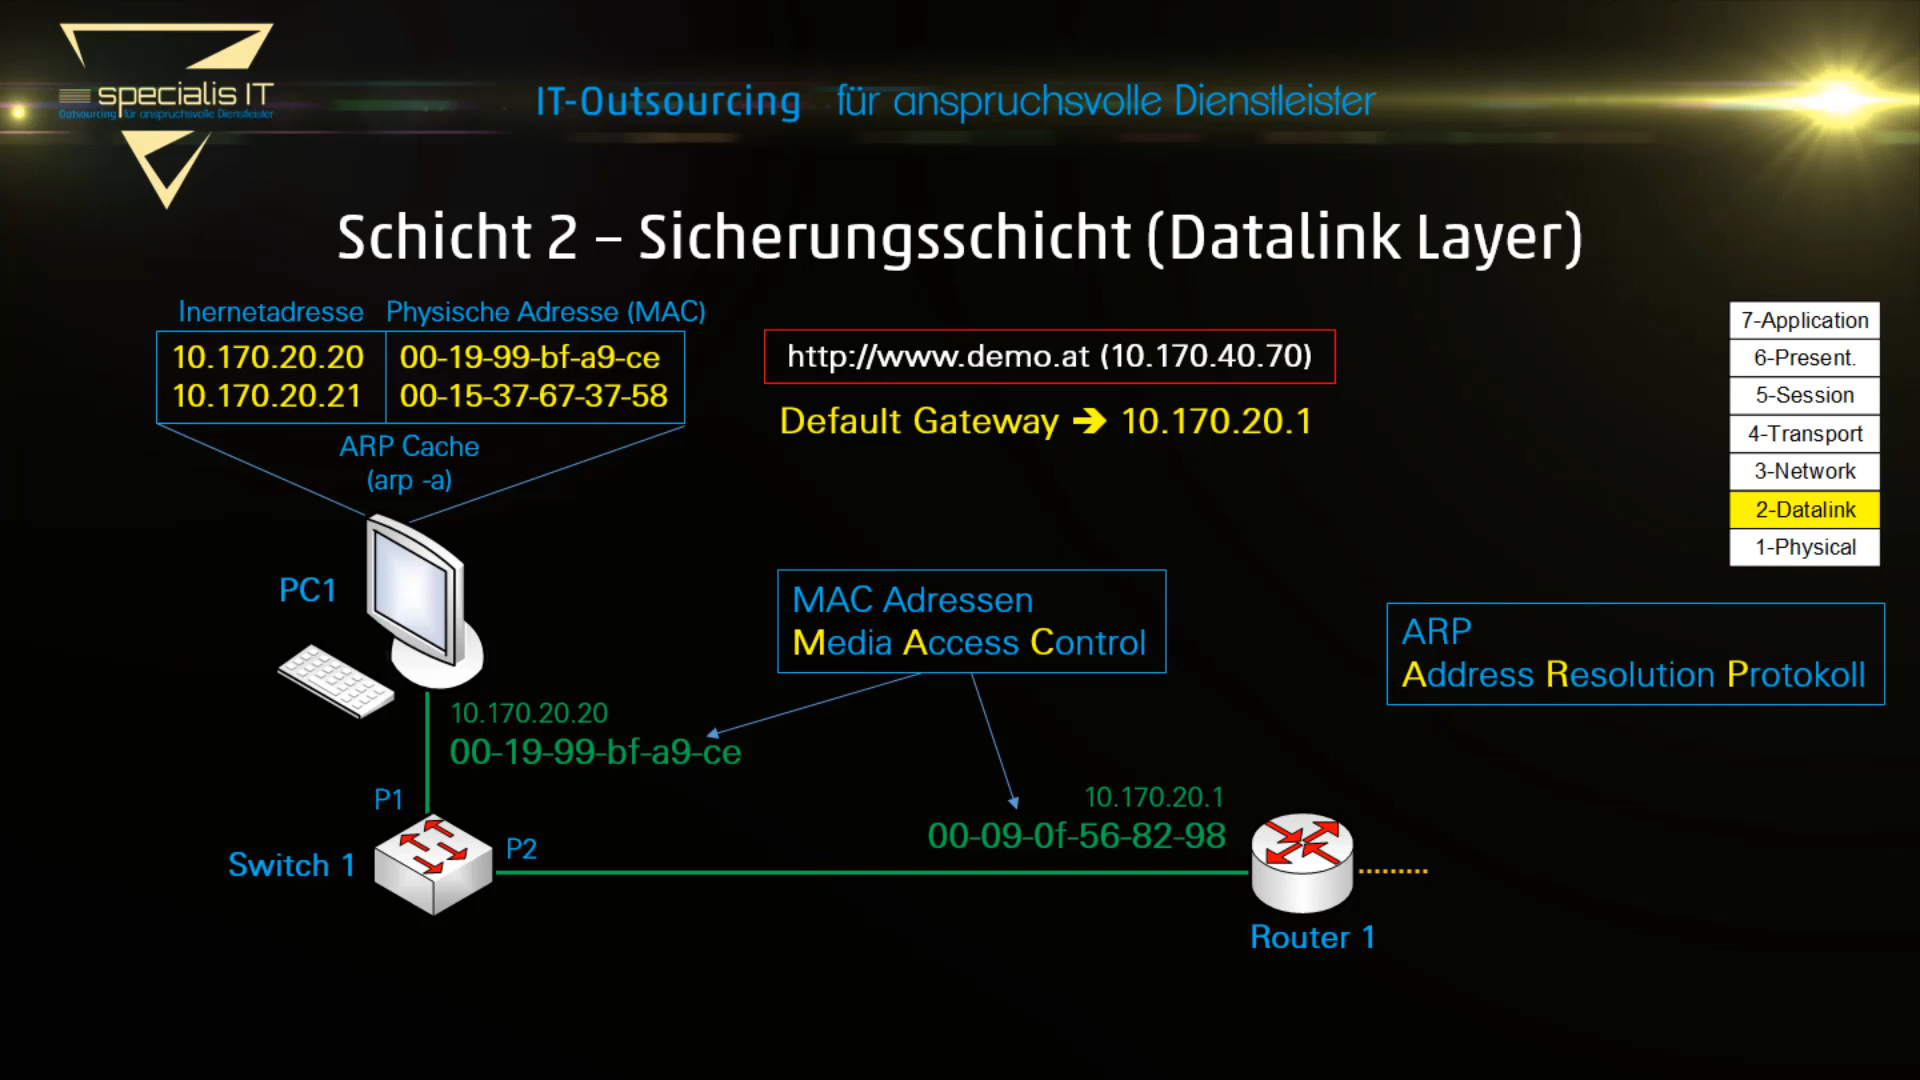 specialis IT
Outsourcing für anspruchsvolle Dienstleister
IT-Outsourcing für anspruchsvolle Dienstleister
Schicht 2 – Sicherungsschicht (Datalink Layer)
Inernetadresse Physische Adresse (MAC)
10.170.20.20 00-19-99-bf-a9-ce
10.170.20.21 00-15-37-67-37-58
ARP Cache
(arp -a)
http://www.demo.at (10.170.40.70)
Default Gateway ➔ 10.170.20.1
7-Application
6-Present.
5-Session
4-Transport
3-Network
2-Datalink
1-Physical
PC1
MAC Adressen
Media Access Control
ARP
Address Resolution Protokoll
10.170.20.20
00-19-99-bf-a9-ce
P1
P2
Switch 1
10.170.20.1
00-09-0f-56-82-98
Router 1